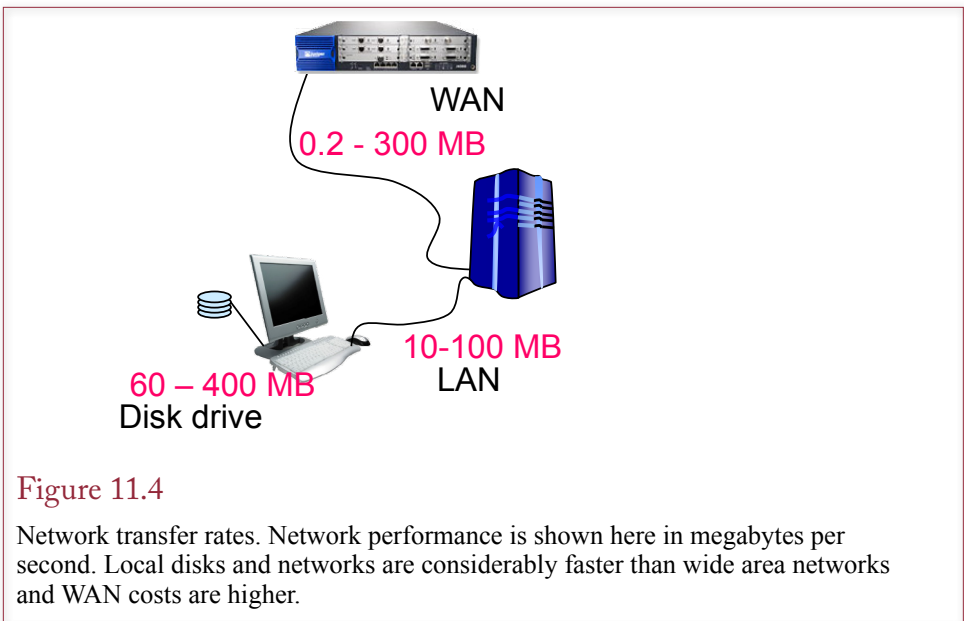 WAN
0.2 - 300 MB
10-100 MB
LAN
60 – 400 MB
Disk drive
Figure 11.4
Network transfer rates. Network performance is shown here in megabytes per
second. Local disks and networks are considerably faster than wide area networks
and WAN costs are higher.